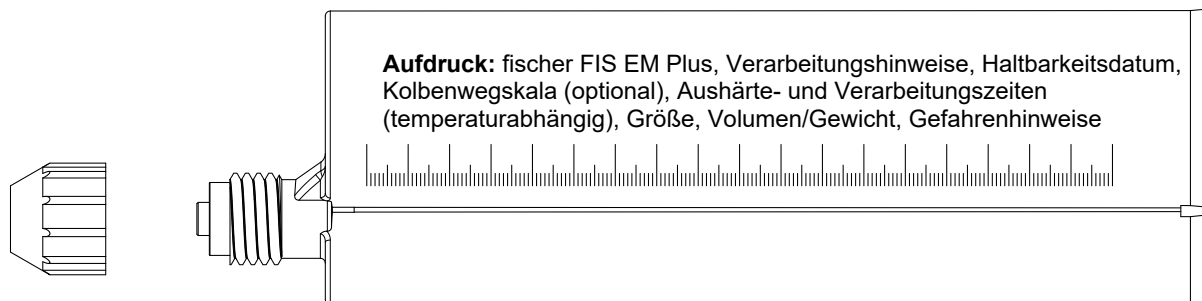 Aufdruck: fischer FIS EM Plus, Verarbeitungshinweise, Haltbarkeitsdatum,
Kolbenwegskala (optional), Aushärte- und Verarbeitungszeiten
(temperaturabhängig), Größe, Volumen/Gewicht, Gefahrenhinweise